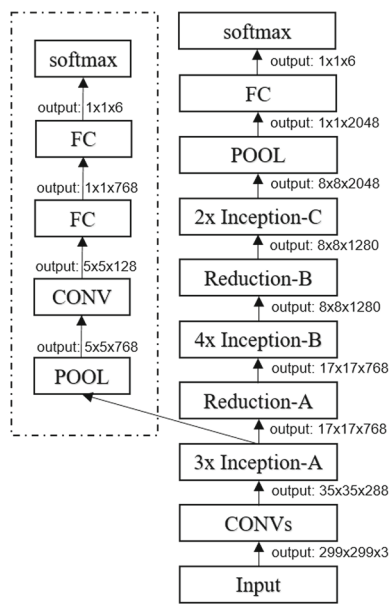 softmax
output: 1x1x6
FC
output: 1x1x768
FC
output: 5x5x128
CONV
output: 5x5x768
POOL
softmax
output: 1x1x6
FC
output: 1x1x2048
POOL
output: 8x8x2048
2x Inception-C
output: 8x8x1280
Reduction-B
output: 8x8x1280
4x Inception-B
output: 17x17x768
Reduction-A
output: 17x17x768
3x Inception-A
output: 35x35x288
CONVs
output: 299x299x3
Input